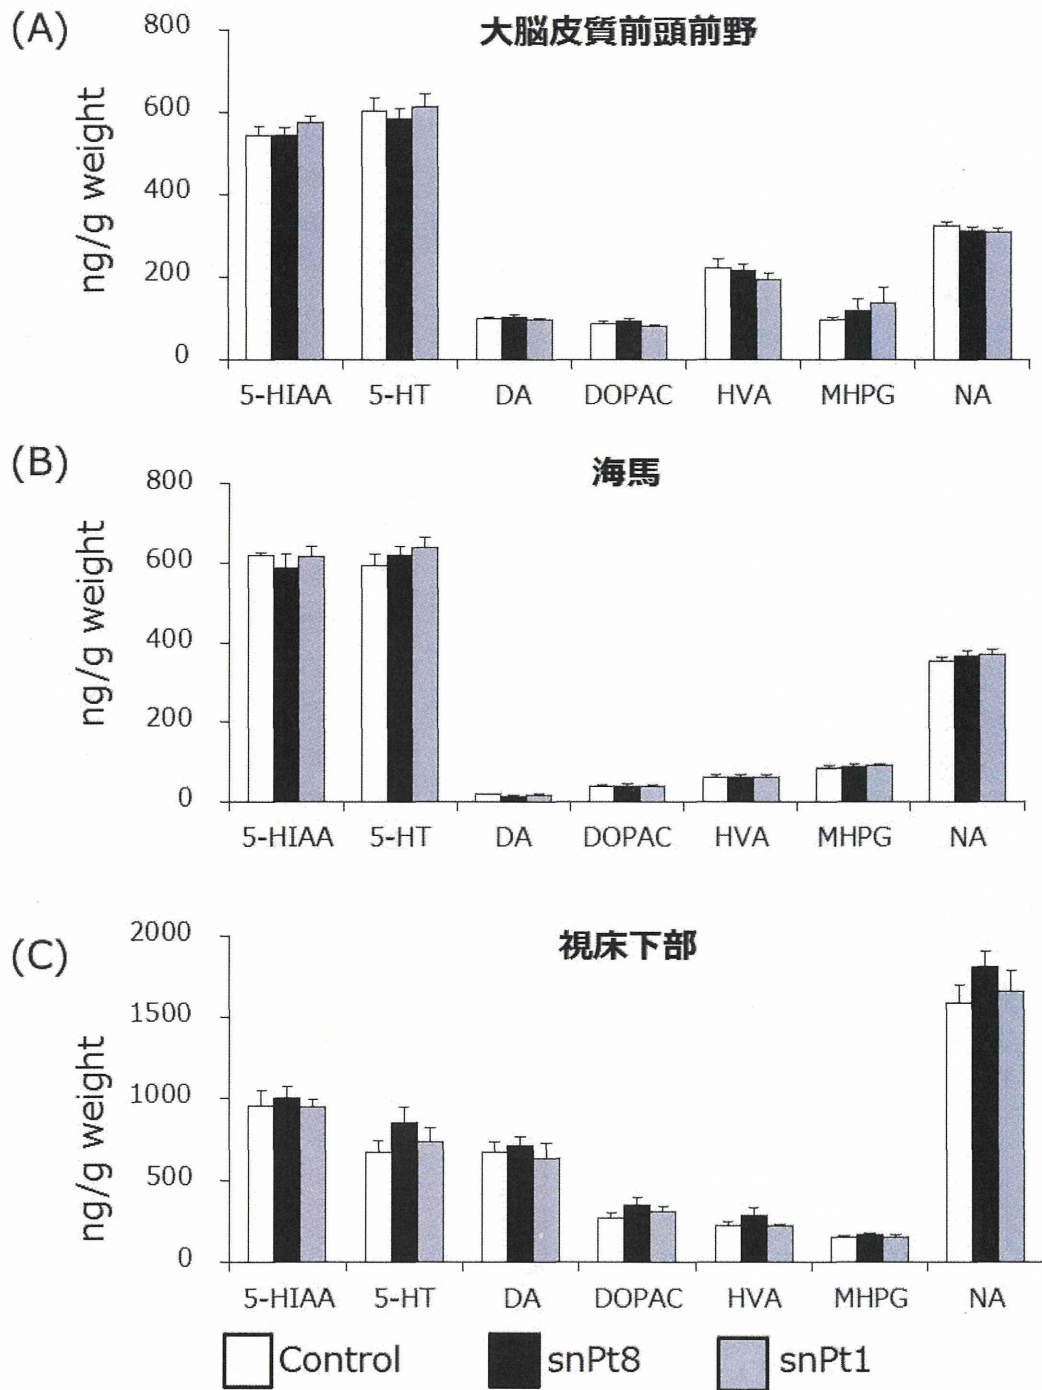 (A)
大脳皮質前頭前野
ng/g weight
800
600
400
200
0
5-HIAA 5-HT DA DOPAC HVA MHPG NA
(B)
海馬
ng/g weight
800
600
400
200
0
5-HIAA 5-HT DA DOPAC HVA MHPG NA
(C)
視床下部
ng/g weight
2000
1500
1000
500
0
5-HIAA 5-HT DA DOPAC HVA MHPG NA
Control snPt8 snPt1